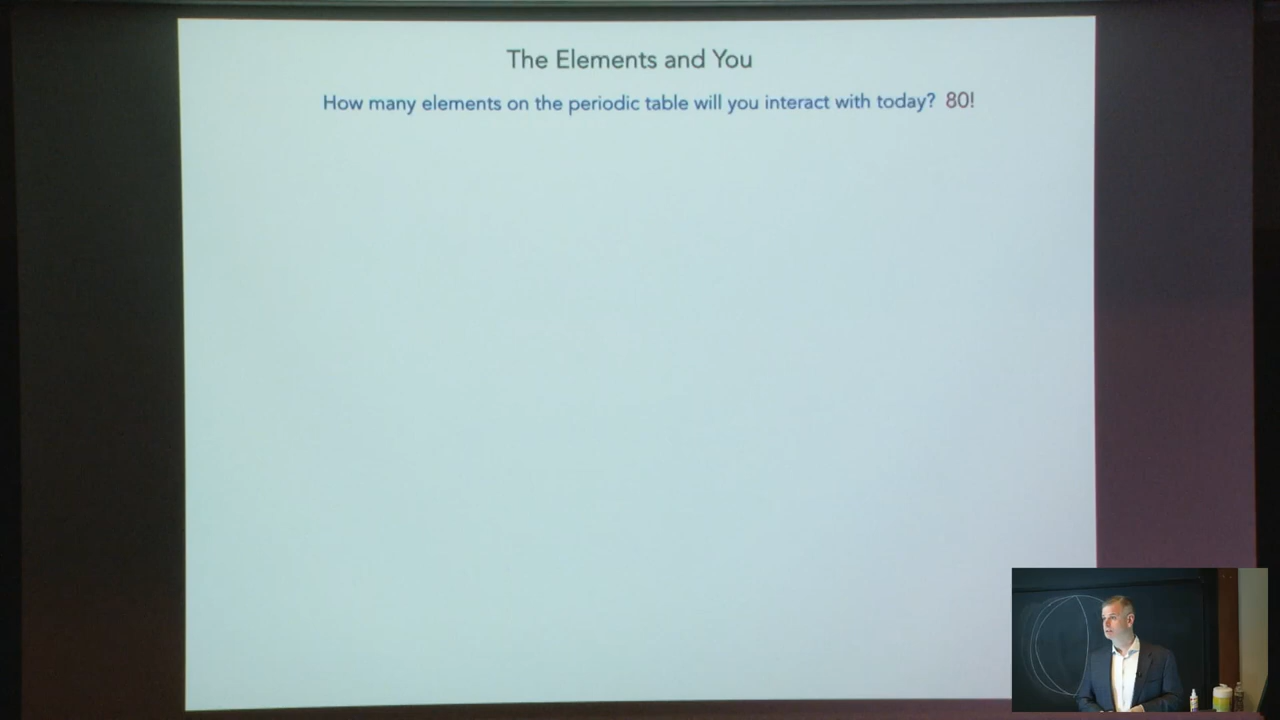 The Elements and You
How many elements on the periodic table will you interact with today? 80!